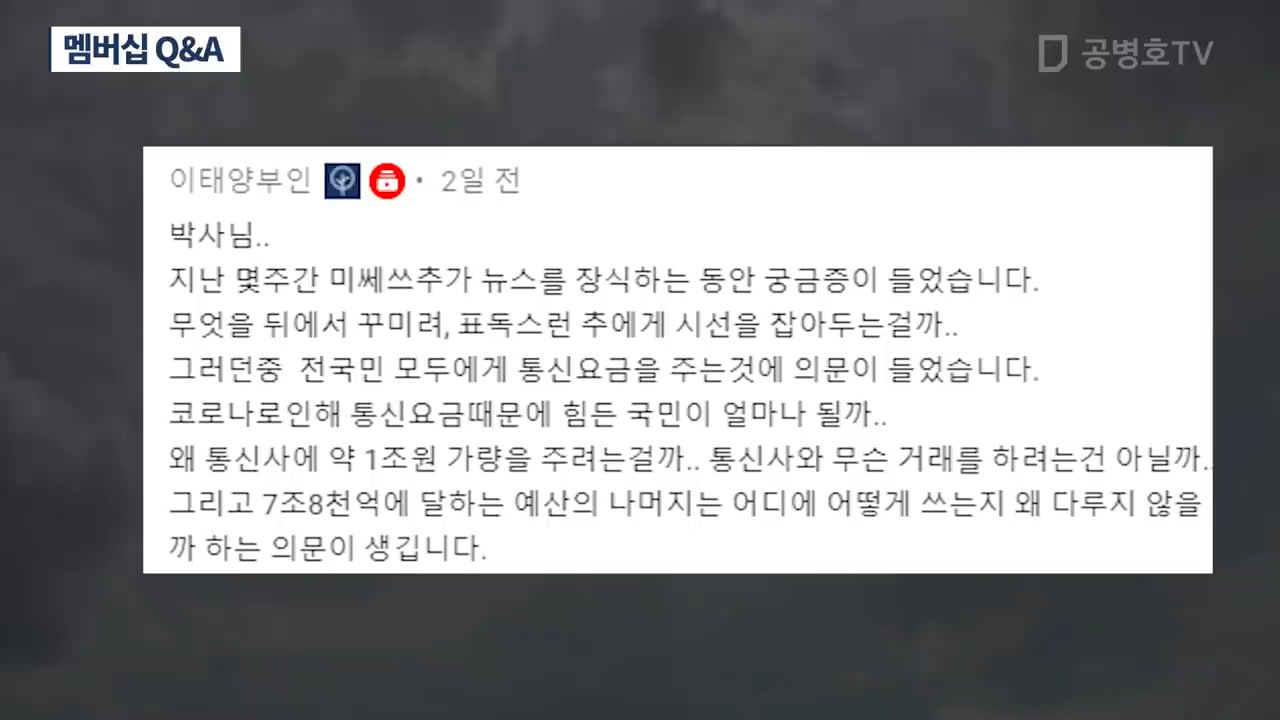 멤버십 Q&A
공병호TV
이태양부인 • 2일 전
박사님..
지난 몇주간 미쎄쓰추가 뉴스를 장식하는 동안 궁금증이 들었습니다.
무엇을 뒤에서 꾸미려, 표독스런 추에게 시선을 잡아두는걸까..
그러던중 전국민 모두에게 통신요금을 주는것에 의문이 들었습니다.
코로나로인해 통신요금때문에 힘든 국민이 얼마나 될까..
왜 통신사에 약 1조원 가량을 주려는걸까.. 통신사와 무슨 거래를 하려는건 아닐까..
그리고 7조8천억에 달하는 예산의 나머지는 어디에 어떻게 쓰는지 왜 다루지 않을
까 하는 의문이 생깁니다.